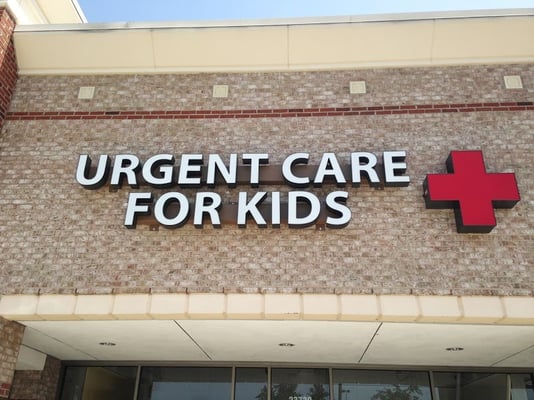 URGENT CARE
FOR KIDS